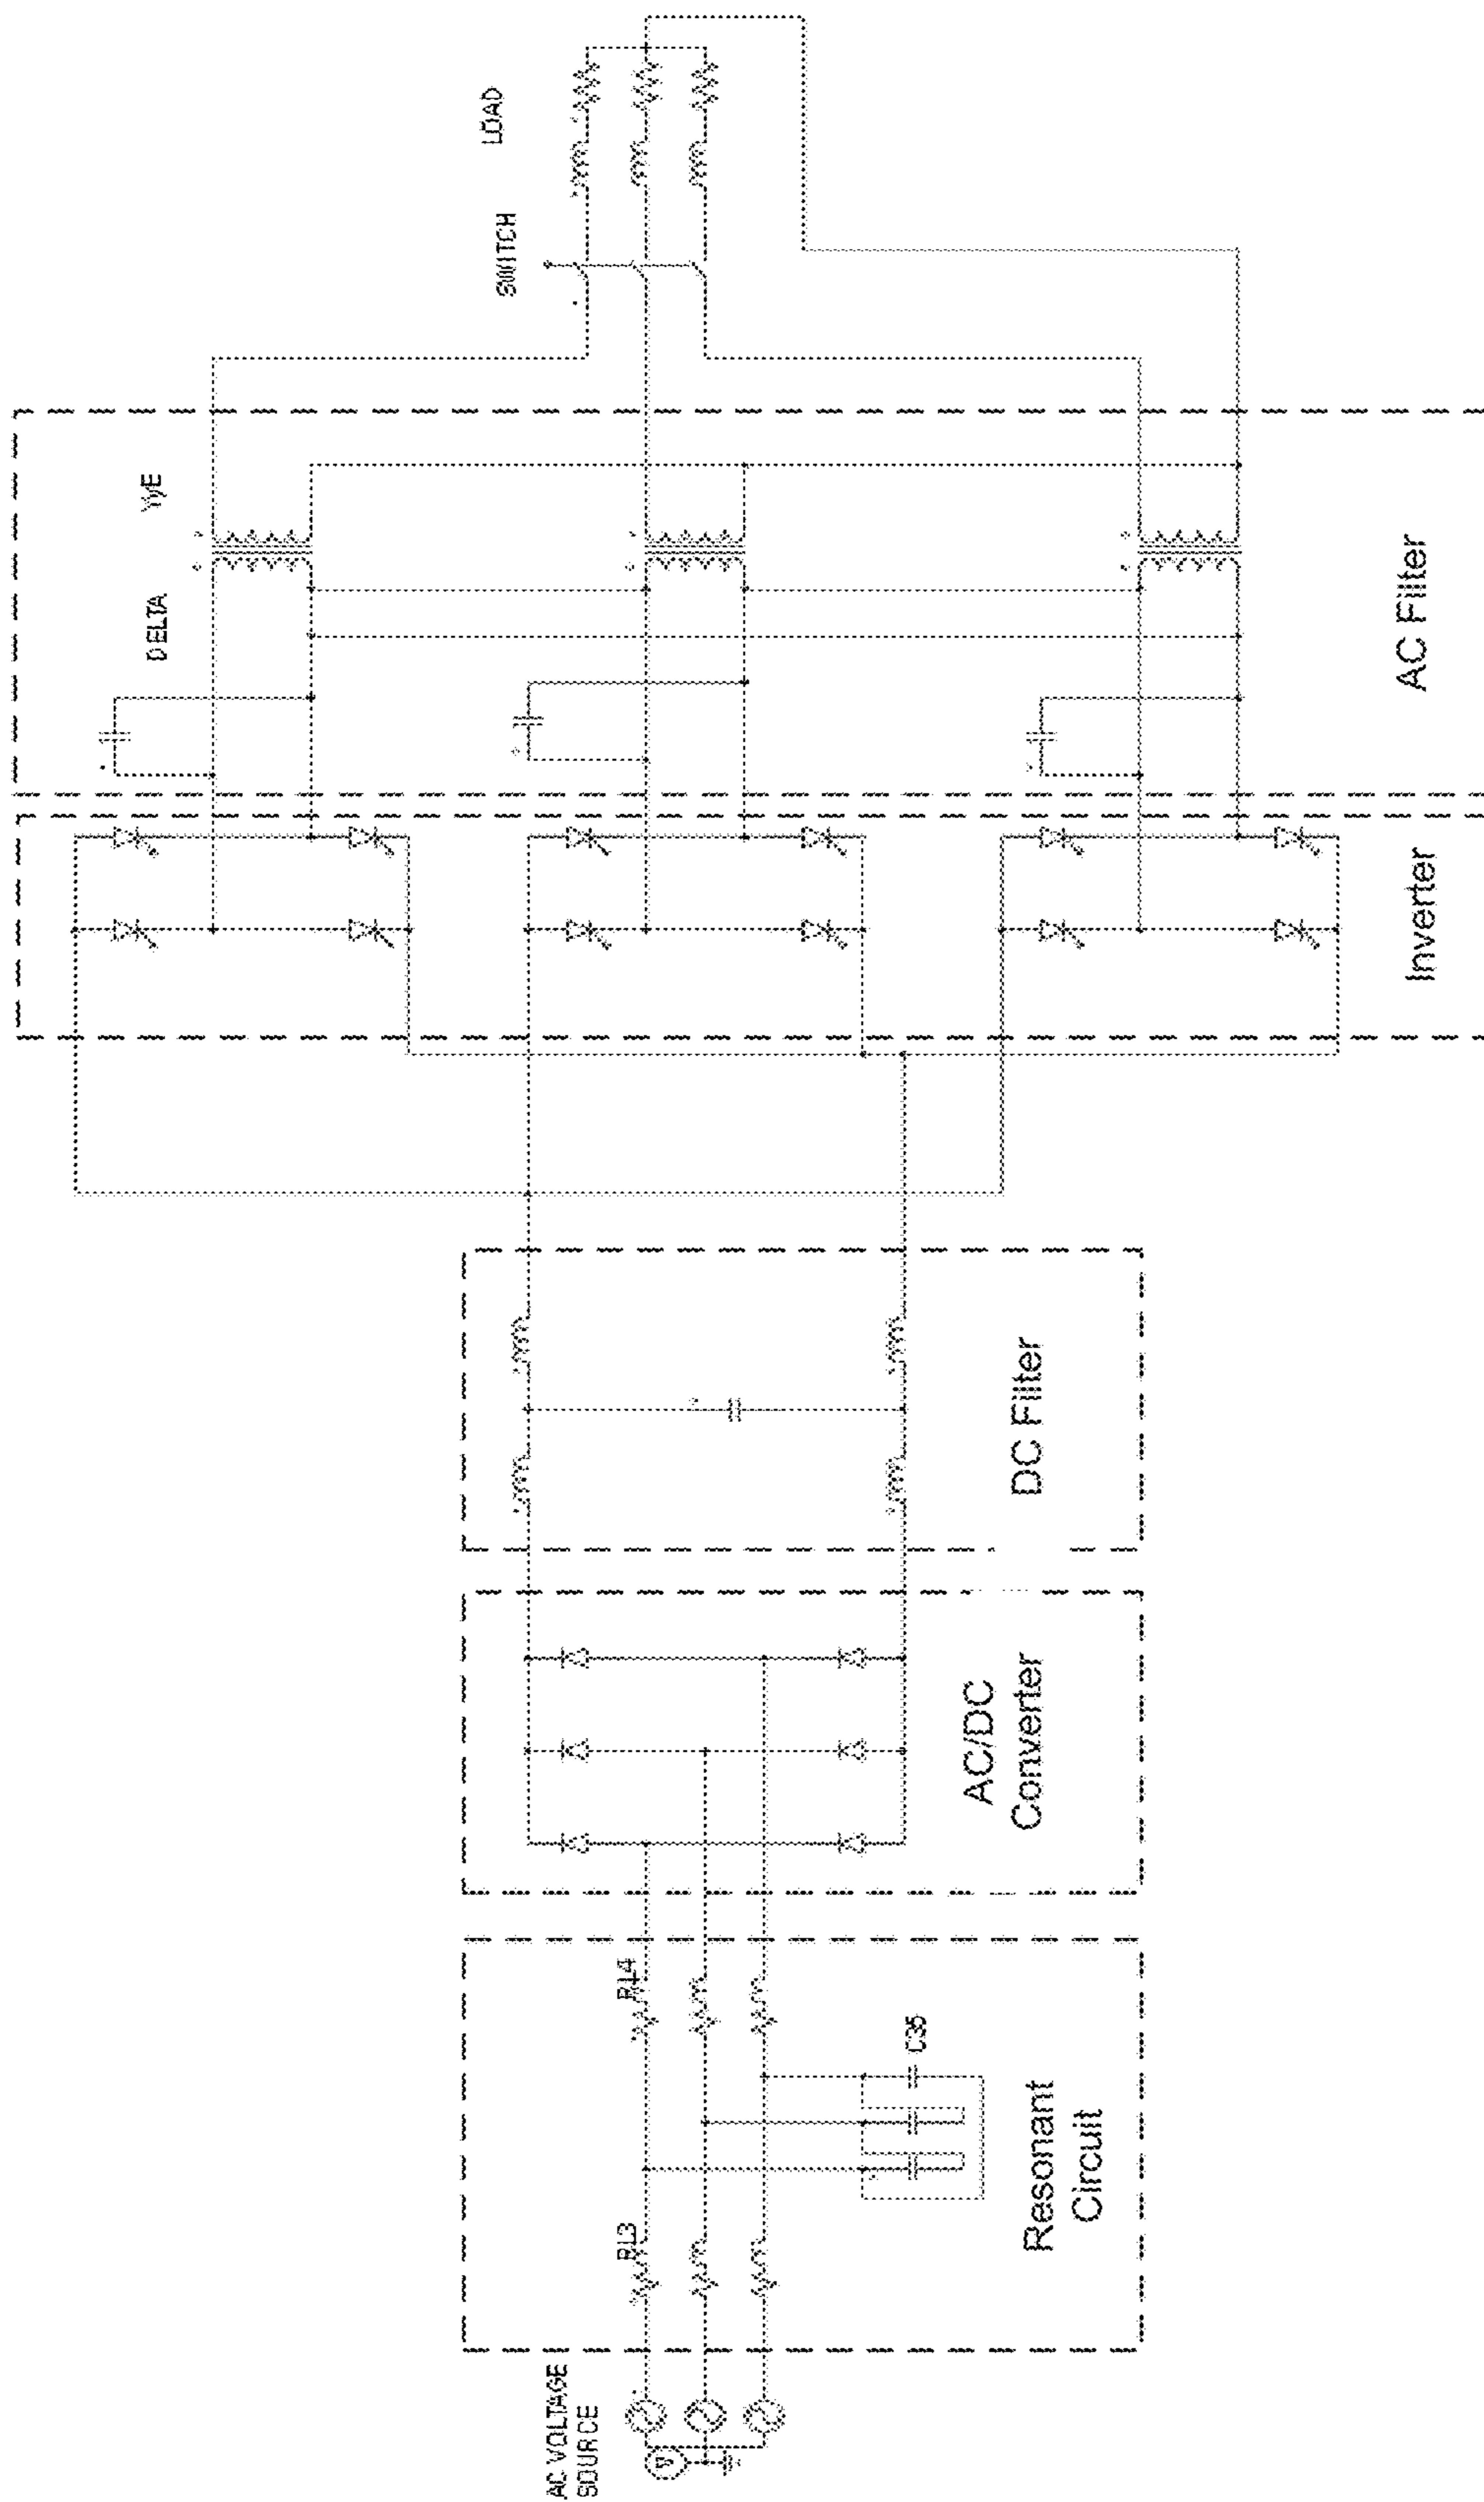 AC VOLTAGE
SOURCE
RL3
RL4
C35
Resonant
Circuit
AC/DC
Converter
DC Filter
Inverter
DELTA
WYE
AC Filter
SWITCH
LOAD
V